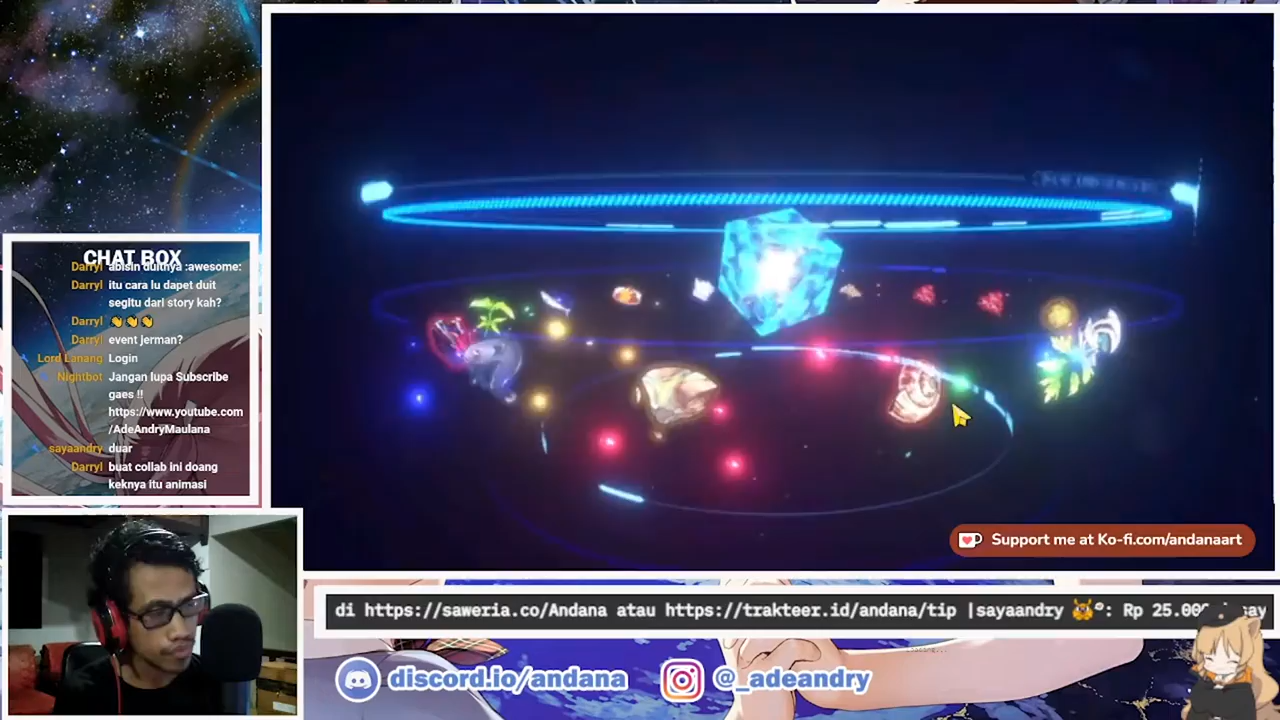 CHAT BOX
Darryl abisin duitnya :awesome:
Darryl itu cara lu dapet duit
segitu dari story kah?
Darryl 👏👏👏
Darryl event jerman?
Lord Lanang Login
Nightbot Jangan lupa Subscribe
gaes !!
https://www.youtube.com
/AdeAndryMaulana
sayaandry duar
Darryl buat collab ini doang
keknya itu animasi
Support me at Ko-fi.com/andanaart
di https://saweria.co/Andana atau https://trakteer.id/andana/tip |sayaandry : Rp 25.000
discord.io/andana
@_adeandry